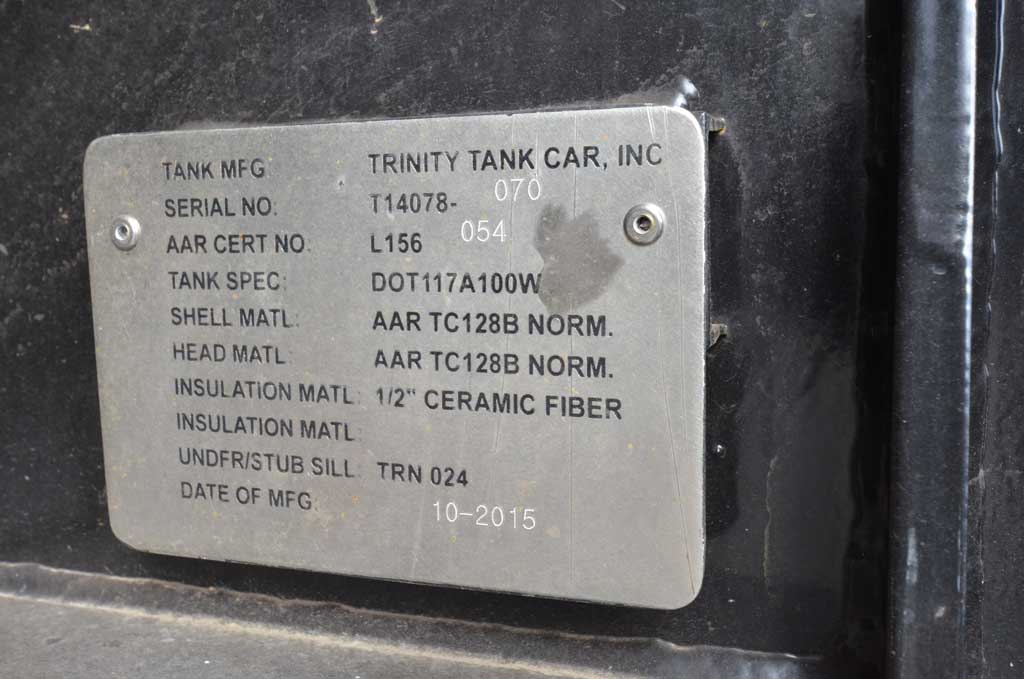 TANK MFG TRINITY TANK CAR, INC
SERIAL NO. T14078- 070
AAR CERT NO. L156 054
TANK SPEC: DOT117A100W
SHELL MATL: AAR TC128B NORM.
HEAD MATL: AAR TC128B NORM.
INSULATION MATL: 1/2" CERAMIC FIBER
INSULATION MATL:
UNDFR/STUB SILL: TRN 024
DATE OF MFG. 10-2015